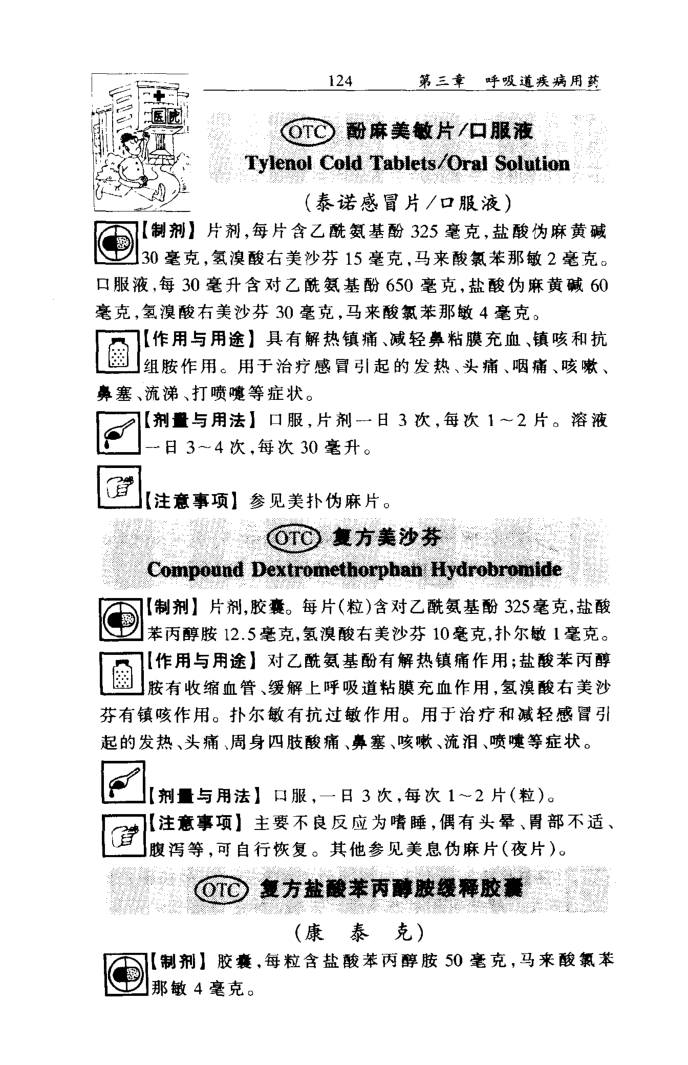 124 第三章 呼吸道疾病用药
医院
OTC 酚麻美敏片/口服液
Tylenol Cold Tablets/Oral Solution
(泰诺感冒片/口服液)
【制剂】片剂,每片含乙酰氨基酚 325 毫克,盐酸伪麻黄碱
30 毫克,氢溴酸右美沙芬 15 毫克,马来酸氯苯那敏 2 毫克。
口服液,每 30 毫升含对乙酰氨基酚 650 毫克,盐酸伪麻黄碱 60
毫克,氢溴酸右美沙芬 30 毫克,马来酸氯苯那敏 4 毫克。
【作用与用途】具有解热镇痛、减轻鼻粘膜充血、镇咳和抗
组胺作用。用于治疗感冒引起的发热、头痛、咽痛、咳嗽、
鼻塞、流涕、打喷嚏等症状。
【剂量与用法】口服,片剂一日 3 次,每次 1~2 片。溶液
一日 3~4 次,每次 30 毫升。
【注意事项】参见美扑伪麻片。
OTC 复方美沙芬
Compound Dextromethorphan Hydrobromide
【制剂】片剂,胶囊。每片(粒)含对乙酰氨基酚 325毫克,盐酸
苯丙醇胺 12.5毫克,氢溴酸右美沙芬 10毫克,扑尔敏 1毫克。
【作用与用途】对乙酰氨基酚有解热镇痛作用;盐酸苯丙醇
胺有收缩血管、缓解上呼吸道粘膜充血作用,氢溴酸右美沙
芬有镇咳作用。扑尔敏有抗过敏作用。用于治疗和减轻感冒引
起的发热、头痛、周身四肢酸痛、鼻塞、咳嗽、流泪、喷嚏等症状。
【剂量与用法】口服,一日 3 次,每次 1~2 片(粒)。
【注意事项】主要不良反应为嗜睡,偶有头晕、胃部不适、
腹泻等,可自行恢复。其他参见美息伪麻片(夜片)。
OTC 复方盐酸苯丙醇胺缓释胶囊
(康 泰 克)
【制剂】胶囊,每粒含盐酸苯丙醇胺 50 毫克,马来酸氯苯
那敏 4 毫克。